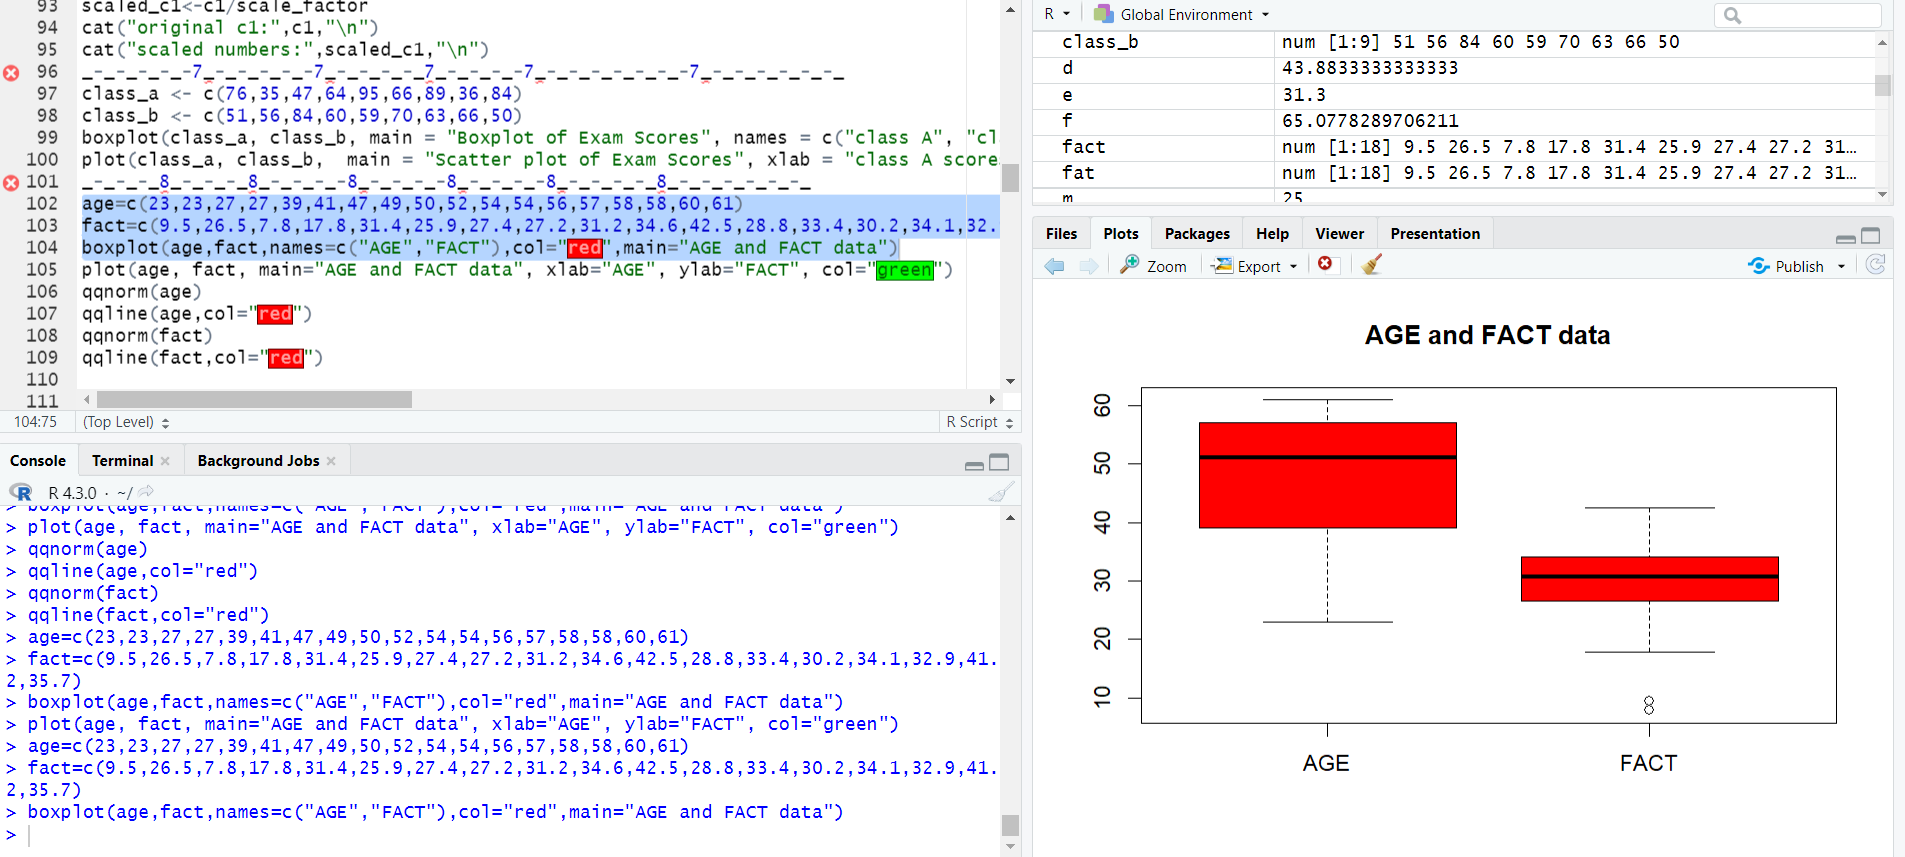 93 scaled_c1<-c1/scale_factor
94 cat("original c1:",c1,"\n")
95 cat("scaled numbers:",scaled_c1,"\n")
96 _-_-_-_-_-7_-_-_-_-_-7_-_-_-_-_7_-_-_-_-7_-_-_-_-_-_-_-7_-_-_-_-_-_-_
97 class_a <- c(76,35,47,64,95,66,89,36,84)
98 class_b <- c(51,56,84,60,59,70,63,66,50)
99 boxplot(class_a, class_b, main = "Boxplot of Exam Scores", names = c("class A", "cl
100 plot(class_a, class_b,  main = "Scatter plot of Exam Scores", xlab = "class A score
101 _-_-_-_8_-_-_-_8_-_-_-_-8_-_-_-_8_-_-_-_8_-_-_-_-8_-_-_-_-_-_-_
102 age=c(23,23,27,27,39,41,47,49,50,52,54,54,56,57,58,58,60,61)
103 fact=c(9.5,26.5,7.8,17.8,31.4,25.9,27.4,27.2,31.2,34.6,42.5,28.8,33.4,30.2,34.1,32.
104 boxplot(age,fact,names=c("AGE","FACT"),col="red",main="AGE and FACT data")
105 plot(age, fact, main="AGE and FACT data", xlab="AGE", ylab="FACT", col="green")
106 qqnorm(age)
107 qqline(age,col="red")
108 qqnorm(fact)
109 qqline(fact,col="red")
110
111
104:75 (Top Level) R Script
Console Terminal Background Jobs
R 4.3.0 · ~/
> boxplot(age,fact,names=c("AGE","FACT"),col="red",main="AGE and FACT data")
> plot(age, fact, main="AGE and FACT data", xlab="AGE", ylab="FACT", col="green")
> qqnorm(age)
> qqline(age,col="red")
> qqnorm(fact)
> qqline(fact,col="red")
> age=c(23,23,27,27,39,41,47,49,50,52,54,54,56,57,58,58,60,61)
> fact=c(9.5,26.5,7.8,17.8,31.4,25.9,27.4,27.2,31.2,34.6,42.5,28.8,33.4,30.2,34.1,32.9,41.
2,35.7)
> boxplot(age,fact,names=c("AGE","FACT"),col="red",main="AGE and FACT data")
> plot(age, fact, main="AGE and FACT data", xlab="AGE", ylab="FACT", col="green")
> age=c(23,23,27,27,39,41,47,49,50,52,54,54,56,57,58,58,60,61)
> fact=c(9.5,26.5,7.8,17.8,31.4,25.9,27.4,27.2,31.2,34.6,42.5,28.8,33.4,30.2,34.1,32.9,41.
2,35.7)
> boxplot(age,fact,names=c("AGE","FACT"),col="red",main="AGE and FACT data")
>
R Global Environment
class_b num [1:9] 51 56 84 60 59 70 63 66 50
d 43.8833333333333
e 31.3
f 65.0778289706211
fact num [1:18] 9.5 26.5 7.8 17.8 31.4 25.9 27.4 27.2 31…
fat num [1:18] 9.5 26.5 7.8 17.8 31.4 25.9 27.4 27.2 31…
m 25
Files Plots Packages Help Viewer Presentation
Zoom Export Publish
AGE and FACT data
60
50
40
30
20
10
AGE FACT